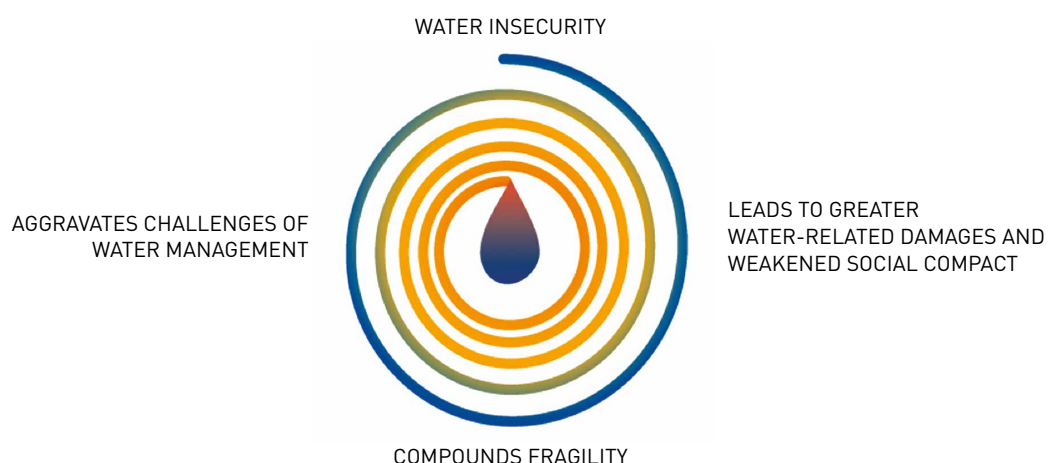 WATER INSECURITY
LEADS TO GREATER
WATER-RELATED DAMAGES AND
WEAKENED SOCIAL COMPACT
COMPOUNDS FRAGILITY
AGGRAVATES CHALLENGES OF
WATER MANAGEMENT